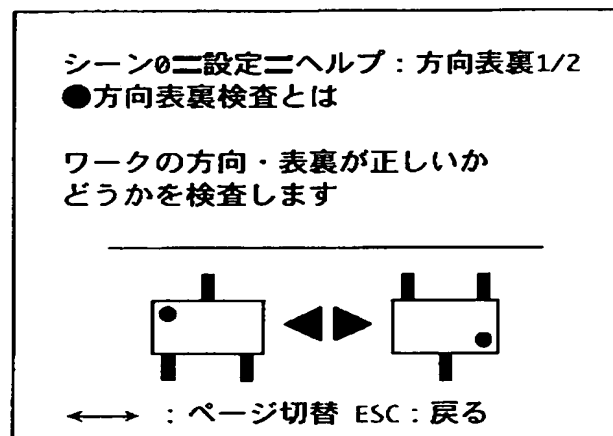 シーン0=設定=ヘルプ：方向表裏1/2
●方向表裏検査とは
ワークの方向・表裏が正しいか
どうかを検査します
←→ ：ページ切替 ESC：戻る